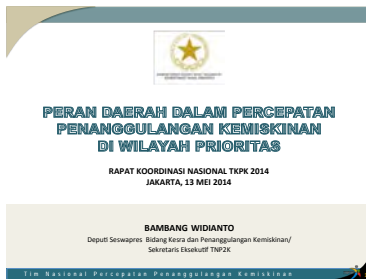 PERAN DAERAH DALAM PERCEPATAN
PENANGGULANGAN KEMISKINAN
DI WILAYAH PRIORITAS
RAPAT KOORDINASI NASIONAL TKPK 2014
JAKARTA, 13 MEI 2014
BAMBANG WIDIANTO
Deputi Seswapres Bidang Kesra dan Penanggulangan Kemiskinan/
Sekretaris Eksekutif TNP2K
Tim Nasional Percepatan Penanggulangan Kemiskinan